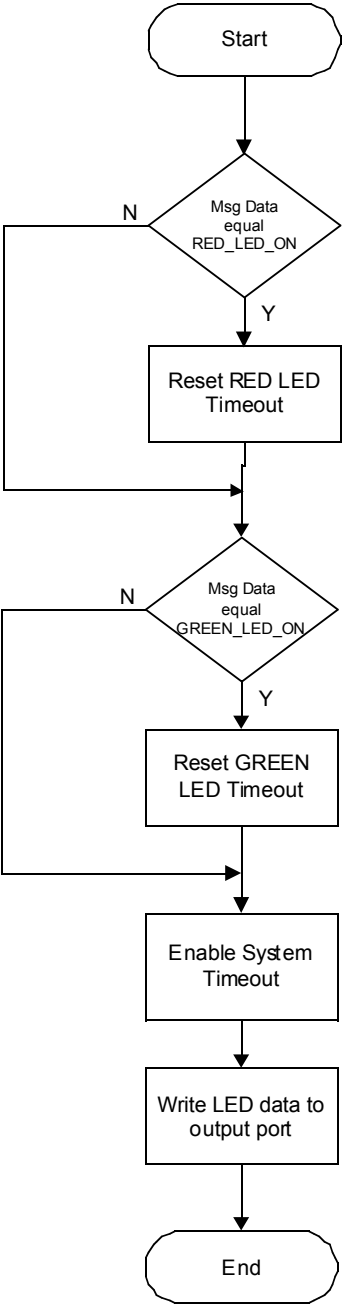 Start
Msg Data
equal
RED_LED_ON
N
Y
Reset RED LED
Timeout
Msg Data
equal
GREEN_LED_ON
N
Y
Reset GREEN
LED Timeout
Enable System
Timeout
Write LED data to
output port
End